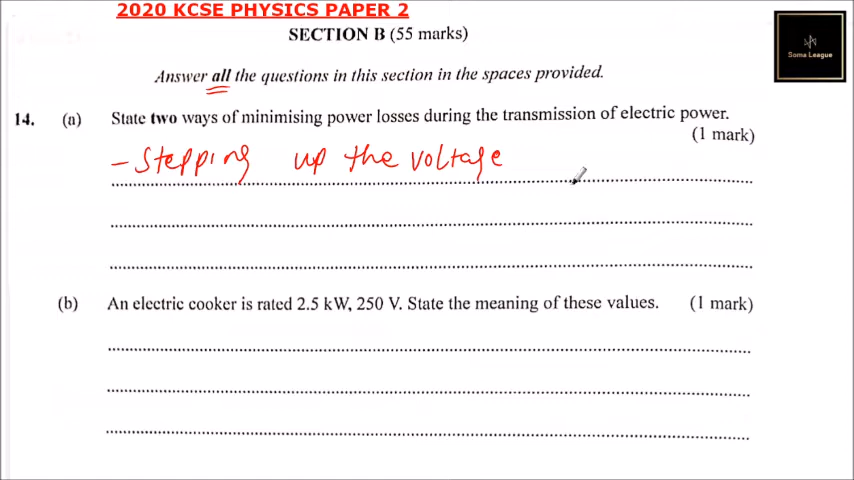 2020 KCSE PHYSICS PAPER 2
SECTION B (55 marks)
Soma League
Answer all the questions in this section in the spaces provided.
14. (a) State two ways of minimising power losses during the transmission of electric power.
(1 mark)
– Stepping up the voltage
(b) An electric cooker is rated 2.5 kW, 250 V. State the meaning of these values. (1 mark)